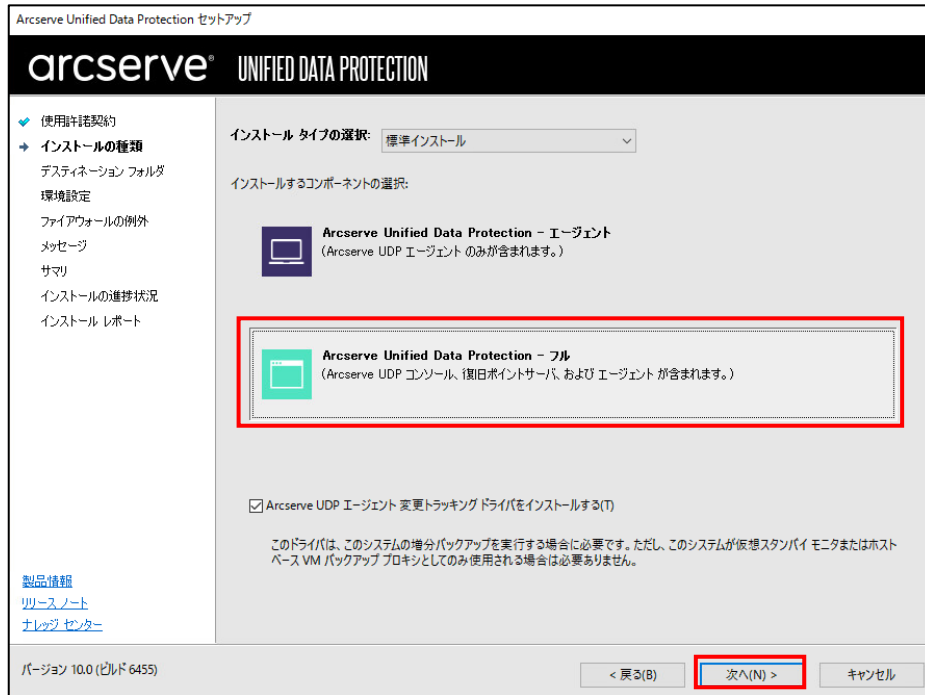 Arcserve Unified Data Protection セットアップ
arcserve® UNIFIED DATA PROTECTION
使用許諾契約
インストールの種類
デスティネーション フォルダ
環境設定
ファイアウォールの例外
メッセージ
サマリ
インストールの進捗状況
インストール レポート
製品情報
リリース ノート
ナレッジ センター
インストール タイプの選択: 標準インストール
インストールするコンポーネントの選択:
Arcserve Unified Data Protection - エージェント
(Arcserve UDP エージェント のみが含まれます。)
Arcserve Unified Data Protection - フル
(Arcserve UDP コンソール、復旧ポイントサーバ、および エージェント が含まれます。)
Arcserve UDP エージェント 変更トラッキング ドライバをインストールする(T)
このドライバは、このシステムの増分バックアップを実行する場合に必要です。ただし、このシステムが仮想スタンバイ モニタまたはホスト
ベース VM バックアップ プロキシとしてのみ使用される場合は必要ありません。
バージョン 10.0 (ビルド 6455)
< 戻る(B)
次へ(N) >
キャンセル